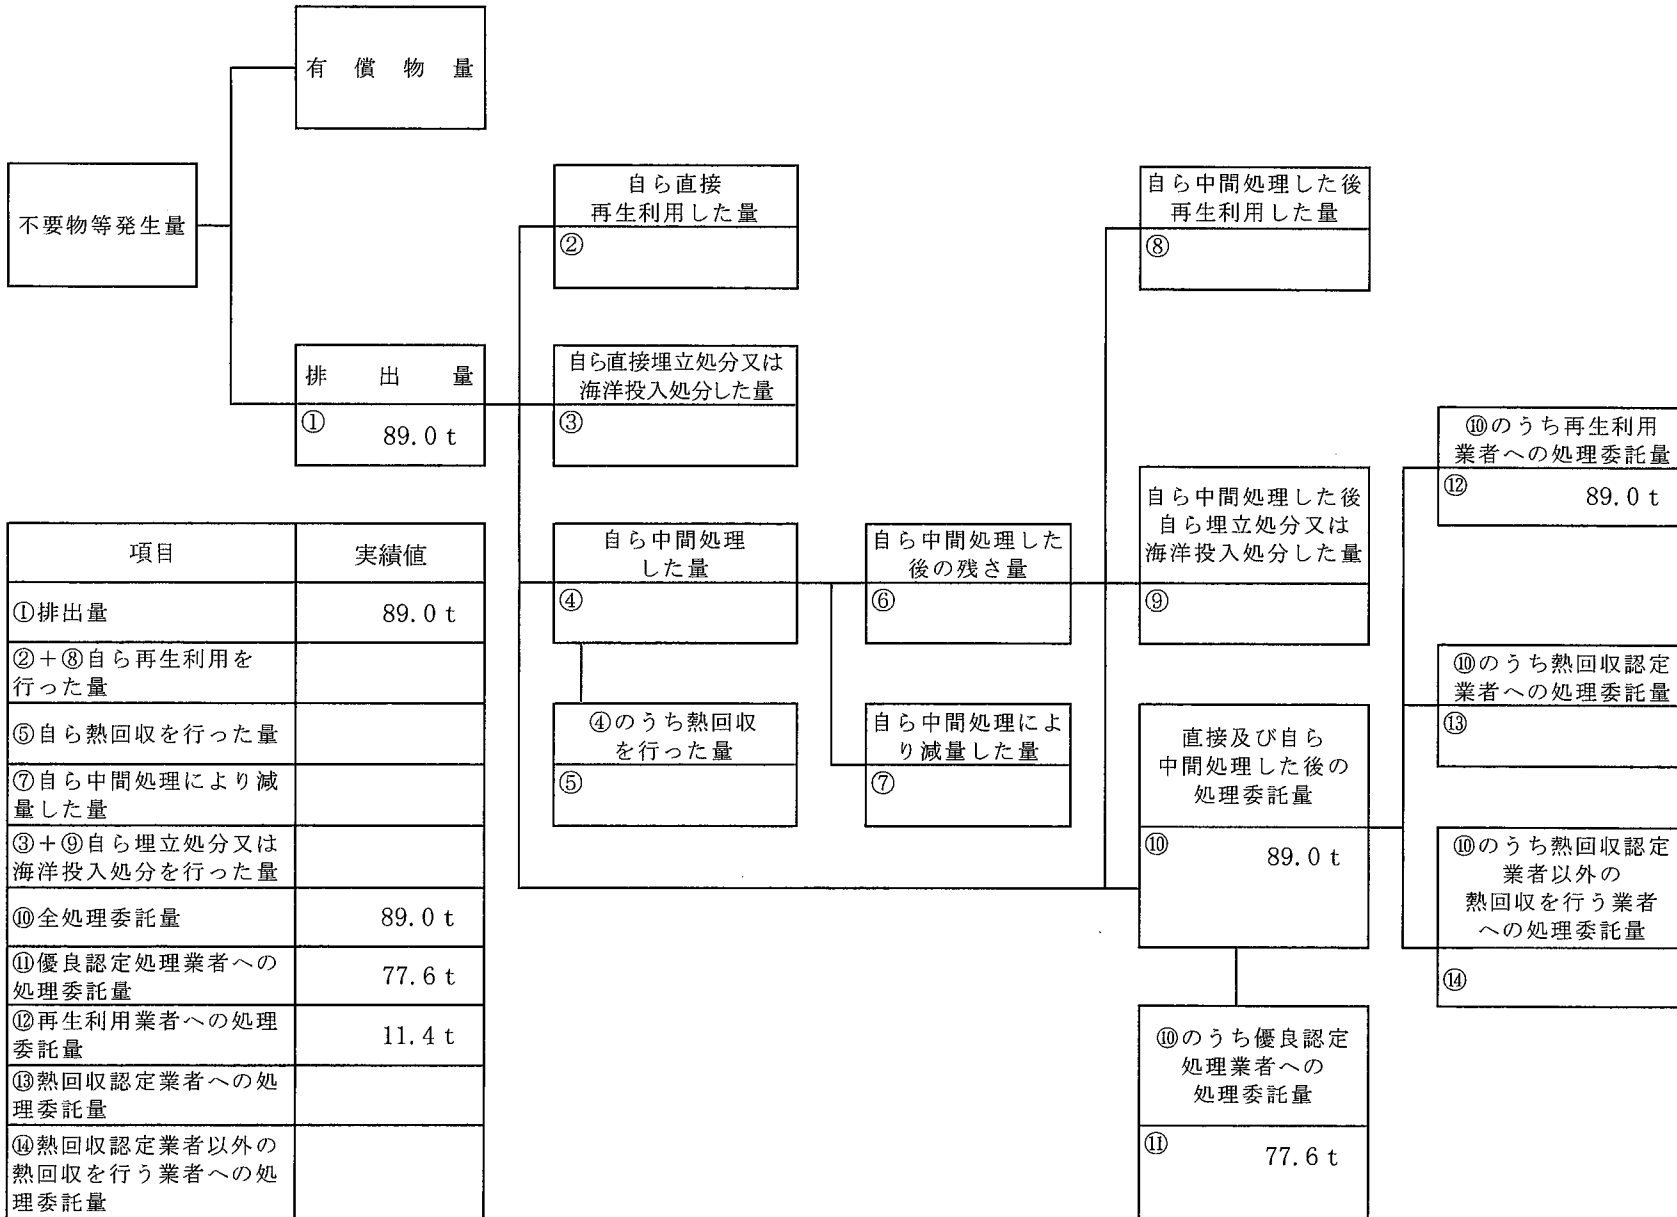 有償物量
不要物等発生量
排出量
① 89.0 t
自ら直接
再生利用した量
②
自ら直接埋立処分又は
海洋投入処分した量
③
自ら中間処理
した量
④
④のうち熱回収
を行った量
⑤
自ら中間処理した
後の残さ量
⑥
自ら中間処理によ
り減量した量
⑦
自ら中間処理した後
再生利用した量
⑧
自ら中間処理した後
自ら埋立処分又は
海洋投入処分した量
⑨
直接及び自ら
中間処理した後の
処理委託量
⑩ 89.0 t
⑩のうち優良認定
処理業者への
処理委託量
⑪ 77.6 t
⑩のうち再生利用
業者への処理委託量
⑫ 89.0 t
⑩のうち熱回収認定
業者への処理委託量
⑬
⑩のうち熱回収認定
業者以外の
熱回収を行う業者
への処理委託量
⑭
項目 実績値
①排出量 89.0 t
②+⑧自ら再生利用を
行った量
⑤自ら熱回収を行った量
⑦自ら中間処理により減
量した量
③+⑨自ら埋立処分又は
海洋投入処分を行った量
⑩全処理委託量 89.0 t
⑪優良認定処理業者への
処理委託量 77.6 t
⑫再生利用業者への処理
委託量 11.4 t
⑬熱回収認定業者への処
理委託量
⑭熱回収認定業者以外の
熱回収を行う業者への処
理委託量